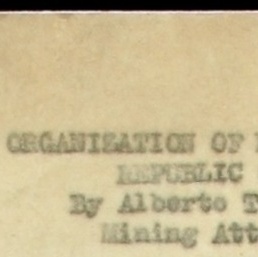 ORGANIZATION OF
REPUBLIC
By Alberto T
Mining Att